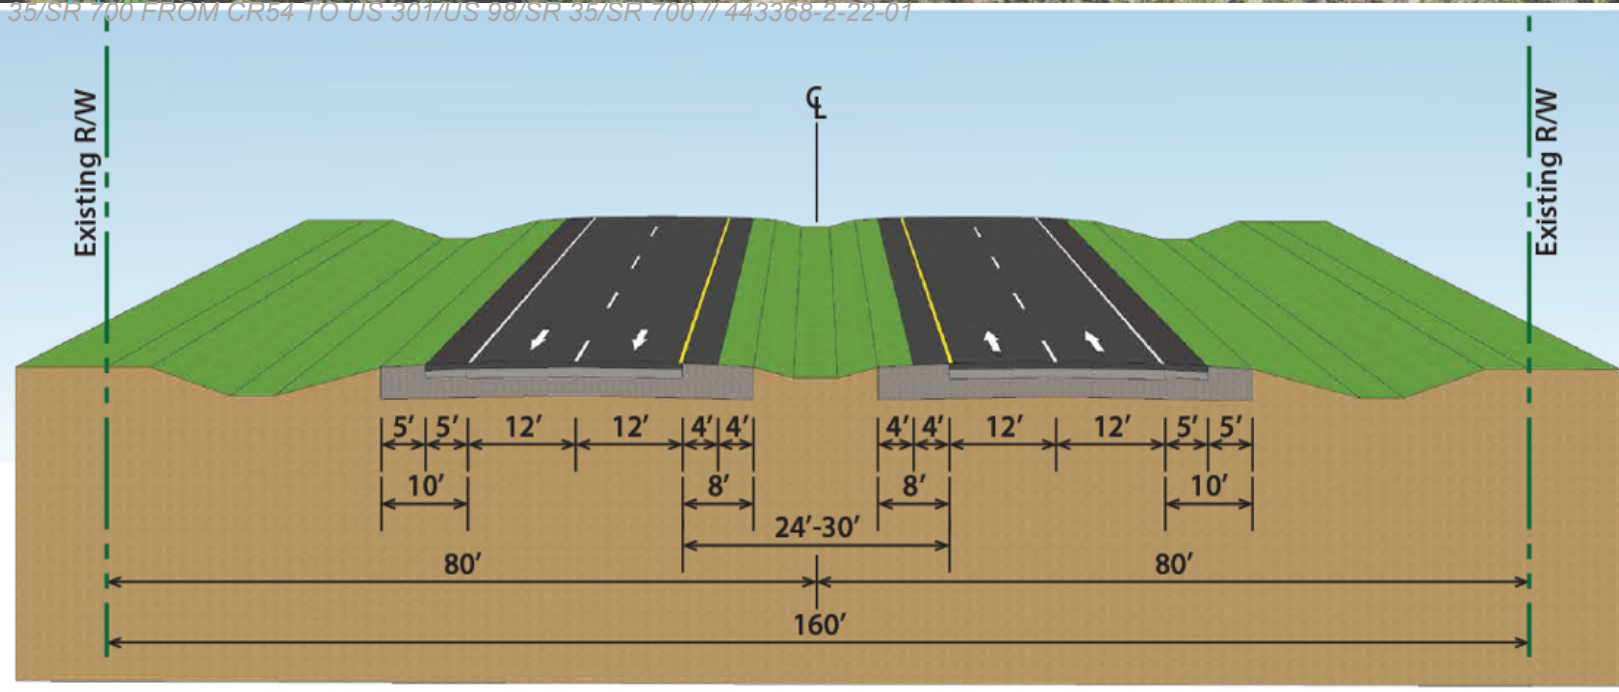 35/SR 700 FROM CR54 TO US 301/US 98/SR 35/SR 700 // 443368-2-22-01
℄
Existing R/W
Existing R/W
5' 5' 12' 12' 4' 4' 4' 4' 12' 12' 5' 5'
10' 8' 8' 10'
24'-30'
80' 80'
160'